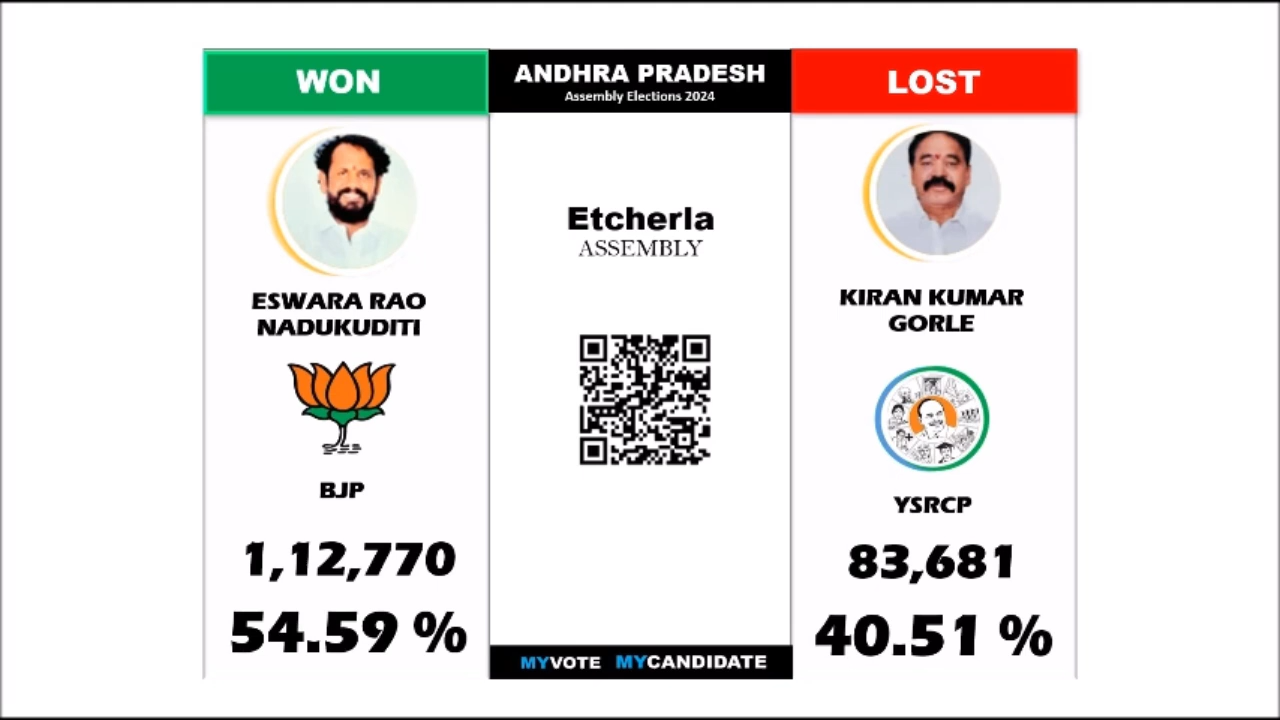 WON
ANDHRA PRADESH
Assembly Elections 2024
LOST
Etcherla
ASSEMBLY
ESWARA RAO
NADUKUDITI
KIRAN KUMAR
GORLE
BJP
YSRCP
1,12,770
54.59 %
83,681
40.51 %
MYVOTE MYCANDIDATE